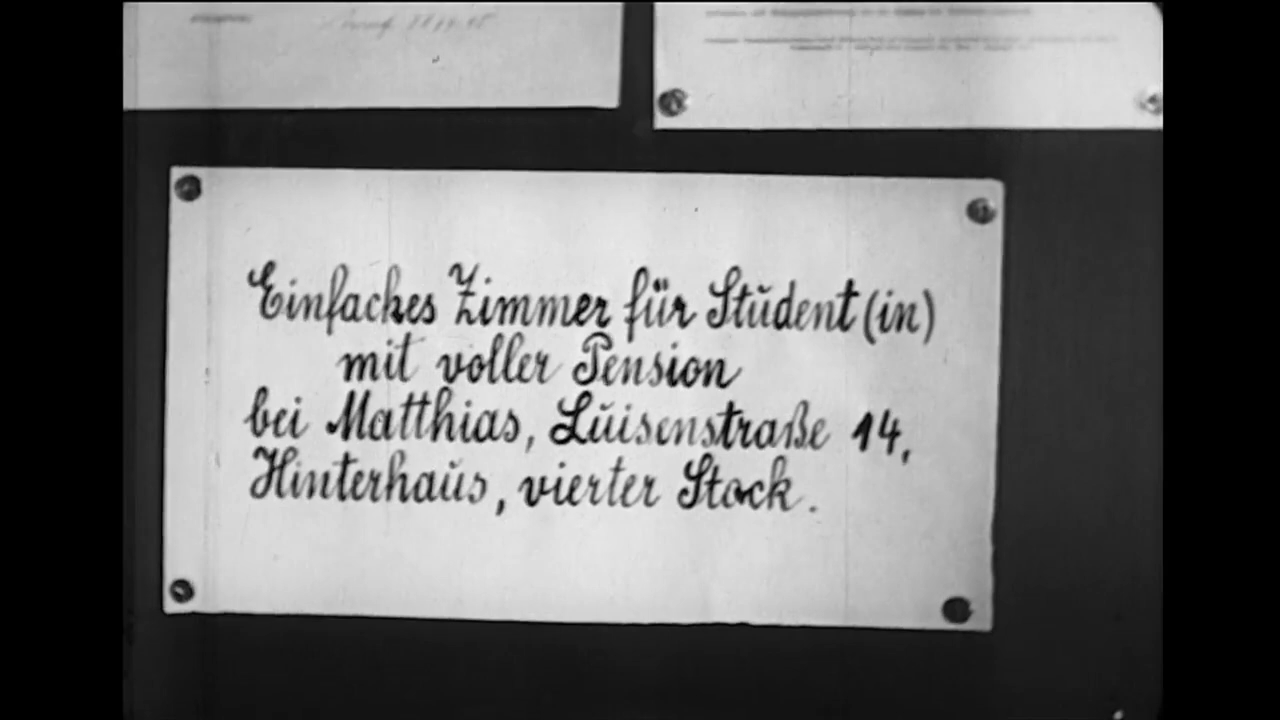 Einfaches Zimmer für Student(in)
mit voller Pension
bei Matthias, Luisenstraße 14,
Hinterhaus, vierter Stock.